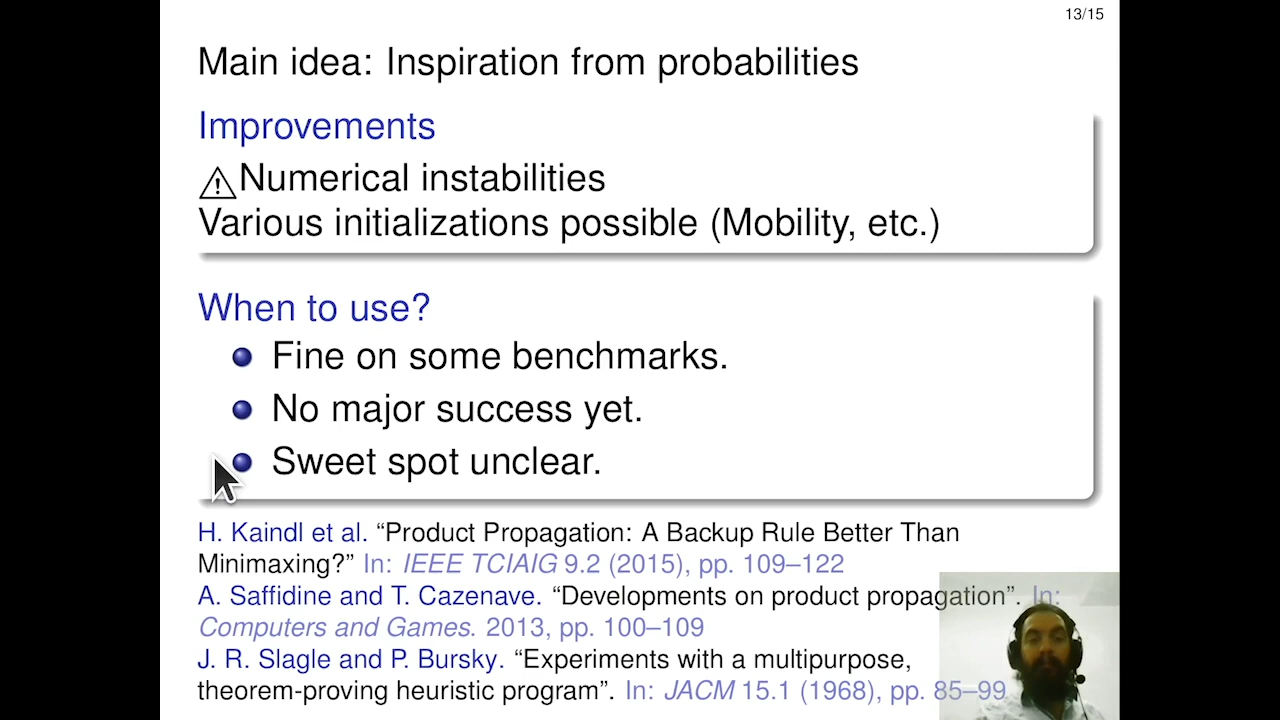 13/15
Main idea: Inspiration from probabilities
Improvements
⚠Numerical instabilities
Various initializations possible (Mobility, etc.)
When to use?
Fine on some benchmarks.
No major success yet.
Sweet spot unclear.
H. Kaindl et al. “Product Propagation: A Backup Rule Better Than
Minimaxing?” In: IEEE TCIAIG 9.2 (2015), pp. 109–122
A. Saffidine and T. Cazenave. “Developments on product propagation”. In:
Computers and Games. 2013, pp. 100–109
J. R. Slagle and P. Bursky. “Experiments with a multipurpose,
theorem-proving heuristic program”. In: JACM 15.1 (1968), pp. 85–99